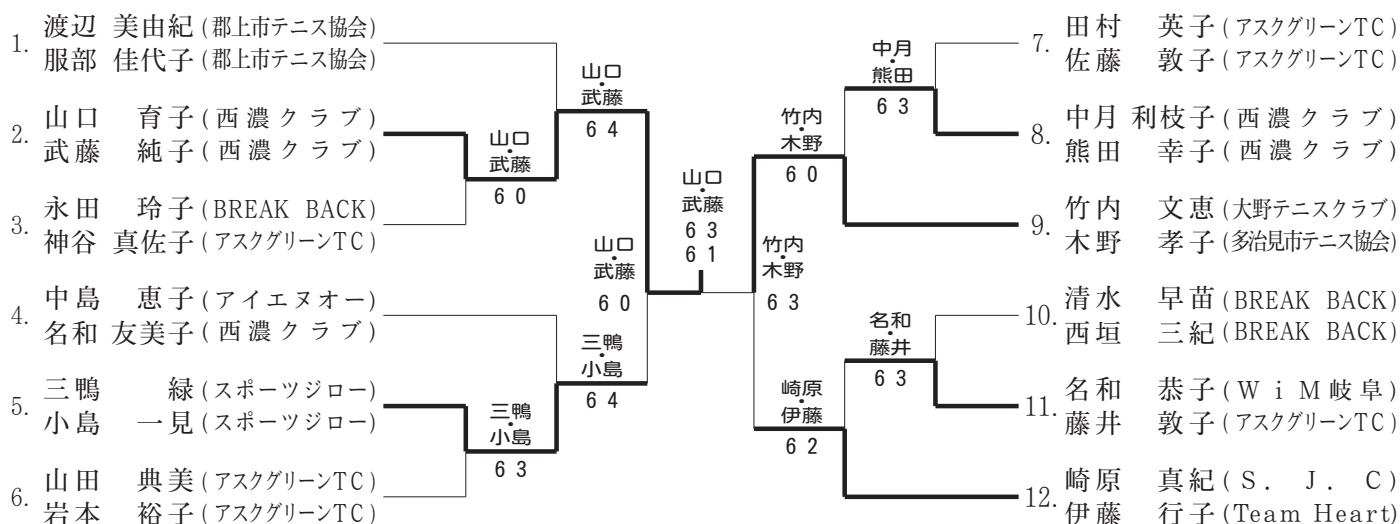 1. 渡辺 美由紀(郡上市テニス協会)
服部 佳代子(郡上市テニス協会)
2. 山口 育子(西濃クラブ)
武藤 純子(西濃クラブ)
3. 永田 玲子(BREAK BACK)
神谷 真佐子(アスクグリーンTC)
4. 中島 恵子(アイエヌオー)
名和 友美子(西濃クラブ)
5. 三鴨 緑(スポーツジロー)
小島 一見(スポーツジロー)
6. 山田 典美(アスクグリーンTC)
岩本 裕子(アスクグリーンTC)
山口・武藤
6 0
三鴨・小島
6 3
山口・武藤
6 4
三鴨・小島
6 4
山口・武藤
6 0
山口・武藤
6 3
6 1
竹内・木野
6 3
竹内・木野
6 0
崎原・伊藤
6 2
中月・熊田
6 3
名和・藤井
6 3
7. 田村 英子(アスクグリーンTC)
佐藤 敦子(アスクグリーンTC)
8. 中月 利枝子(西濃クラブ)
熊田 幸子(西濃クラブ)
9. 竹内 文恵(大野テニスクラブ)
木野 孝子(多治見市テニス協会)
10. 清水 早苗(BREAK BACK)
西垣 三紀(BREAK BACK)
11. 名和 恭子(WiM岐阜)
藤井 敦子(アスクグリーンTC)
12. 崎原 真紀(S. J. C)
伊藤 行子(Team Heart)